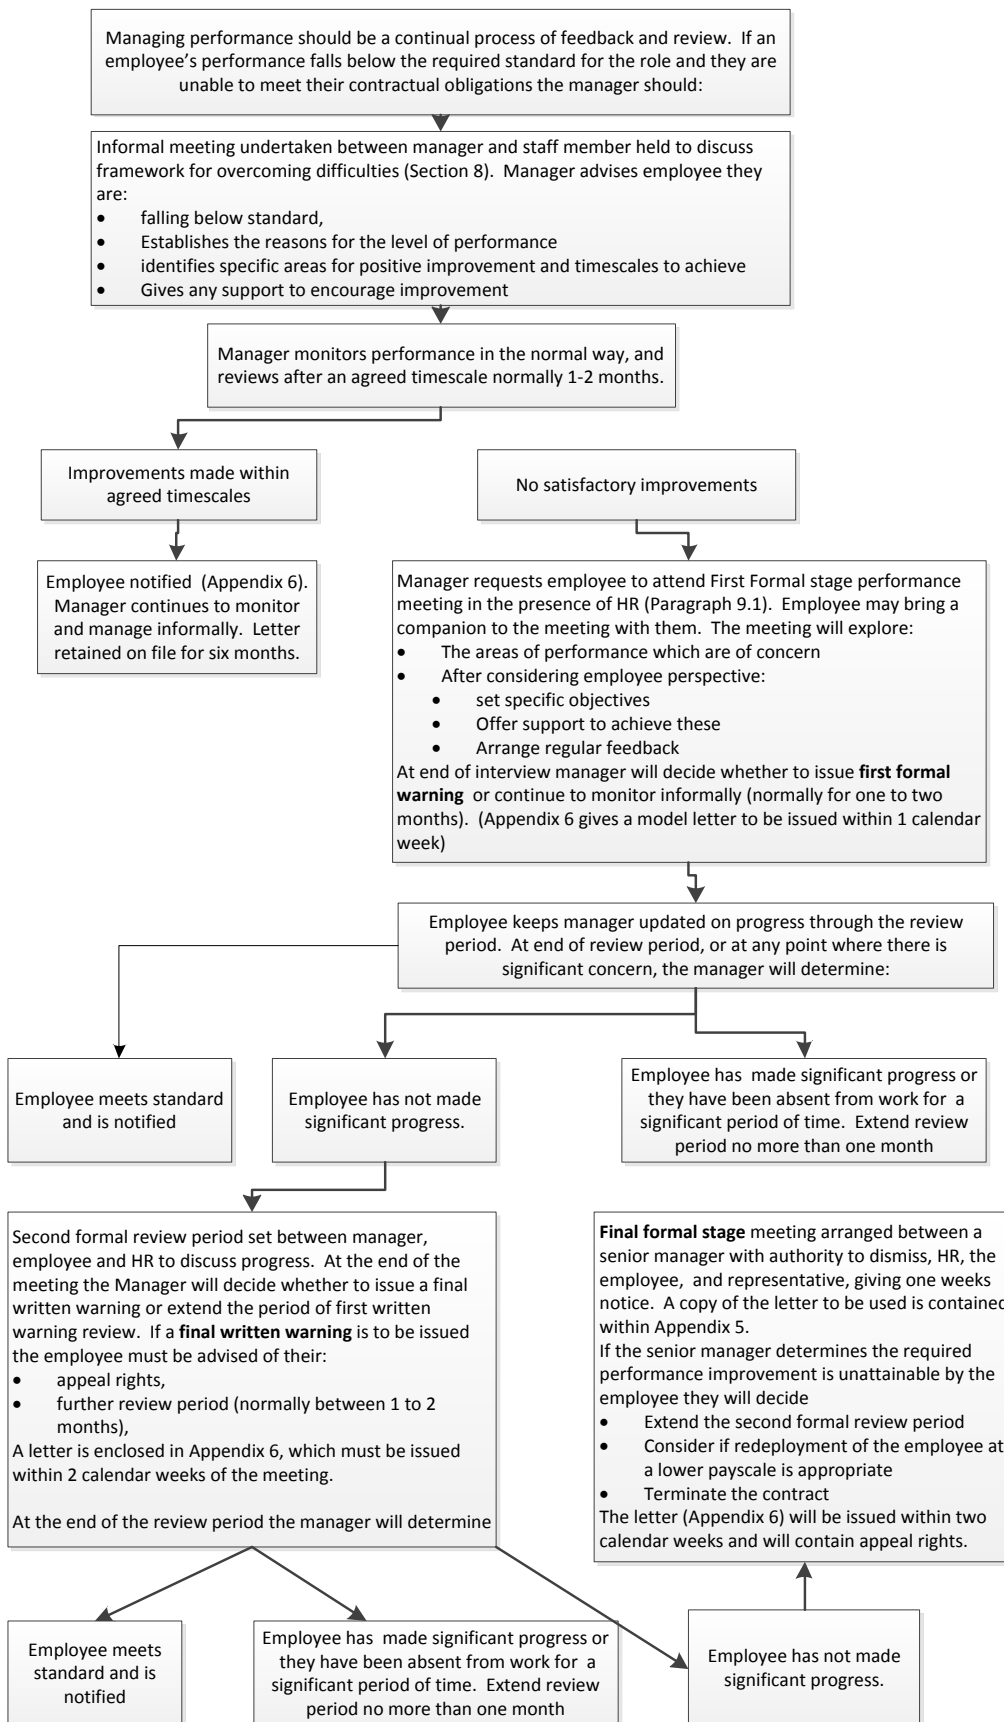 Managing performance should be a continual process of feedback and review.  If an
employee's performance falls below the required standard for the role and they are
unable to meet their contractual obligations the manager should:
Informal meeting undertaken between manager and staff member held to discuss
framework for overcoming difficulties (Section 8).  Manager advises employee they
are:
• falling below standard,
• Establishes the reasons for the level of performance
• identifies specific areas for positive improvement and timescales to achieve
• Gives any support to encourage improvement
Manager monitors performance in the normal way, and
reviews after an agreed timescale normally 1-2 months.
Improvements made within
agreed timescales
No satisfactory improvements
Employee notified  (Appendix 6).
Manager continues to monitor
and manage informally.  Letter
retained on file for six months.
Manager requests employee to attend First Formal stage performance
meeting in the presence of HR (Paragraph 9.1).  Employee may bring a
companion to the meeting with them.  The meeting will explore:
• The areas of performance which are of concern
• After considering employee perspective:
• set specific objectives
• Offer support to achieve these
• Arrange regular feedback
At end of interview manager will decide whether to issue first formal
warning  or continue to monitor informally (normally for one to two
months).  (Appendix 6 gives a model letter to be issued within 1 calendar
week)
Employee keeps manager updated on progress through the review
period.  At end of review period, or at any point where there is
significant concern, the manager will determine:
Employee meets standard
and is notified
Employee has not made
significant progress.
Employee has  made significant progress or
they have been absent from work for  a
significant period of time.  Extend review
period no more than one month
Second formal review period set between manager,
employee and HR to discuss progress.  At the end of the
meeting the Manager will decide whether to issue a final
written warning or extend the period of first written
warning review.  If a final written warning is to be issued
the employee must be advised of their:
• appeal rights,
• further review period (normally between 1 to 2
months),
A letter is enclosed in Appendix 6, which must be issued
within 2 calendar weeks of the meeting.
At the end of the review period the manager will determine
Final formal stage meeting arranged between a
senior manager with authority to dismiss, HR, the
employee,  and representative, giving one weeks
notice.  A copy of the letter to be used is contained
within Appendix 5.
If the senior manager determines the required
performance improvement is unattainable by the
employee they will decide
• Extend the second formal review period
• Consider if redeployment of the employee at
a lower payscale is appropriate
• Terminate the contract
The letter (Appendix 6) will be issued within two
calendar weeks and will contain appeal rights.
Employee meets
standard and is
notified
Employee has  made significant progress or
they have been absent from work for  a
significant period of time.  Extend review
period no more than one month
Employee has not made
significant progress.